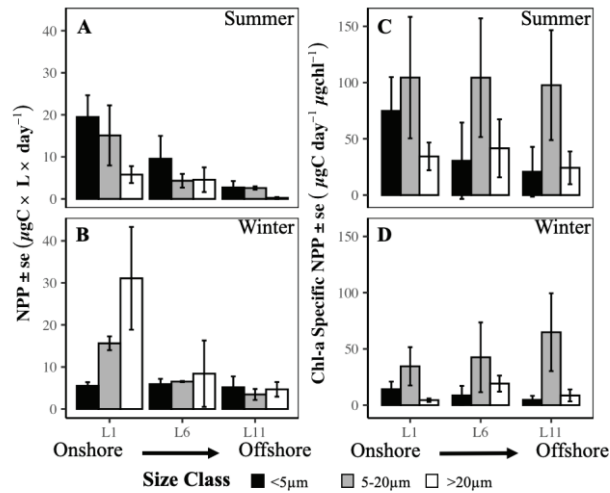 A Summer
C Summer
B Winter
D Winter
NPP ± se (µgC × L × day⁻¹)
Chl-a Specific NPP ± se ( µgC day⁻¹ µgchl⁻¹)
40
30
20
10
0
40
30
20
10
0
150
100
50
0
150
100
50
0
L1 L6 L11
L1 L6 L11
Onshore Offshore
Onshore Offshore
Size Class <5µm 5-20µm >20µm